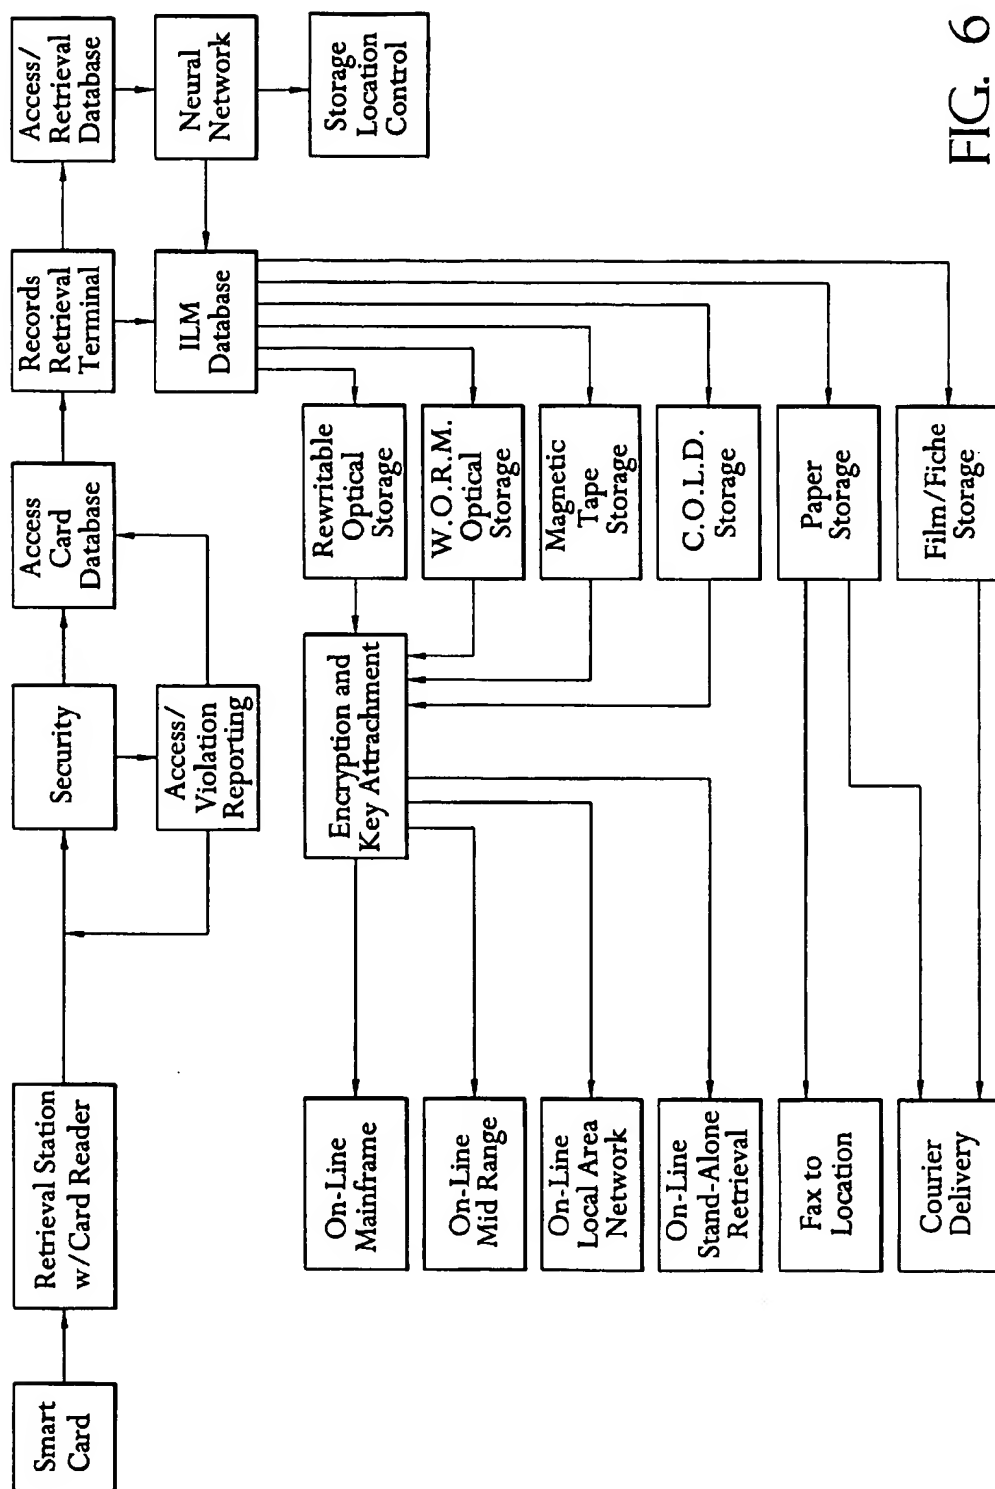 Smart
Card
Retrieval Station
w/Card Reader
Security
Access/
Violation
Reporting
Access
Card
Database
Records
Retrieval
Terminal
Access/
Retrieval
Database
Neural
Network
Storage
Location
Control
ILM
Database
Rewritable
Optical
Storage
W.O.R.M.
Optical
Storage
Magnetic
Tape
Storage
C.O.L.D.
Storage
Paper
Storage
Film/Fiche
Storage
Encryption and
Key Attachment
On-Line
Mainframe
On-Line
Mid Range
On-Line
Local Area
Network
On-Line
Stand-Alone
Retrieval
Fax to
Location
Courier
Delivery
FIG. 6